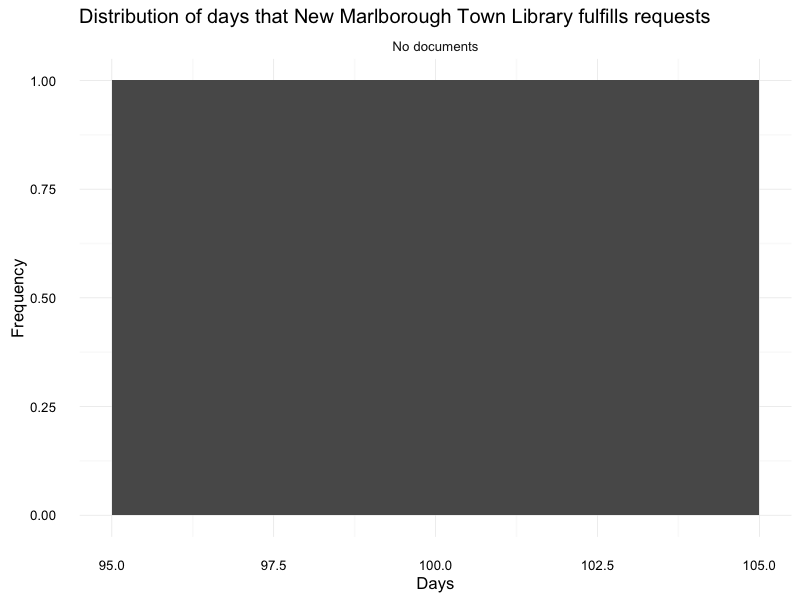 Distribution of days that New Marlborough Town Library fulfills requests
No documents
1.00
0.75
0.50
0.25
0.00
Frequency
95.0 97.5 100.0 102.5 105.0
Days